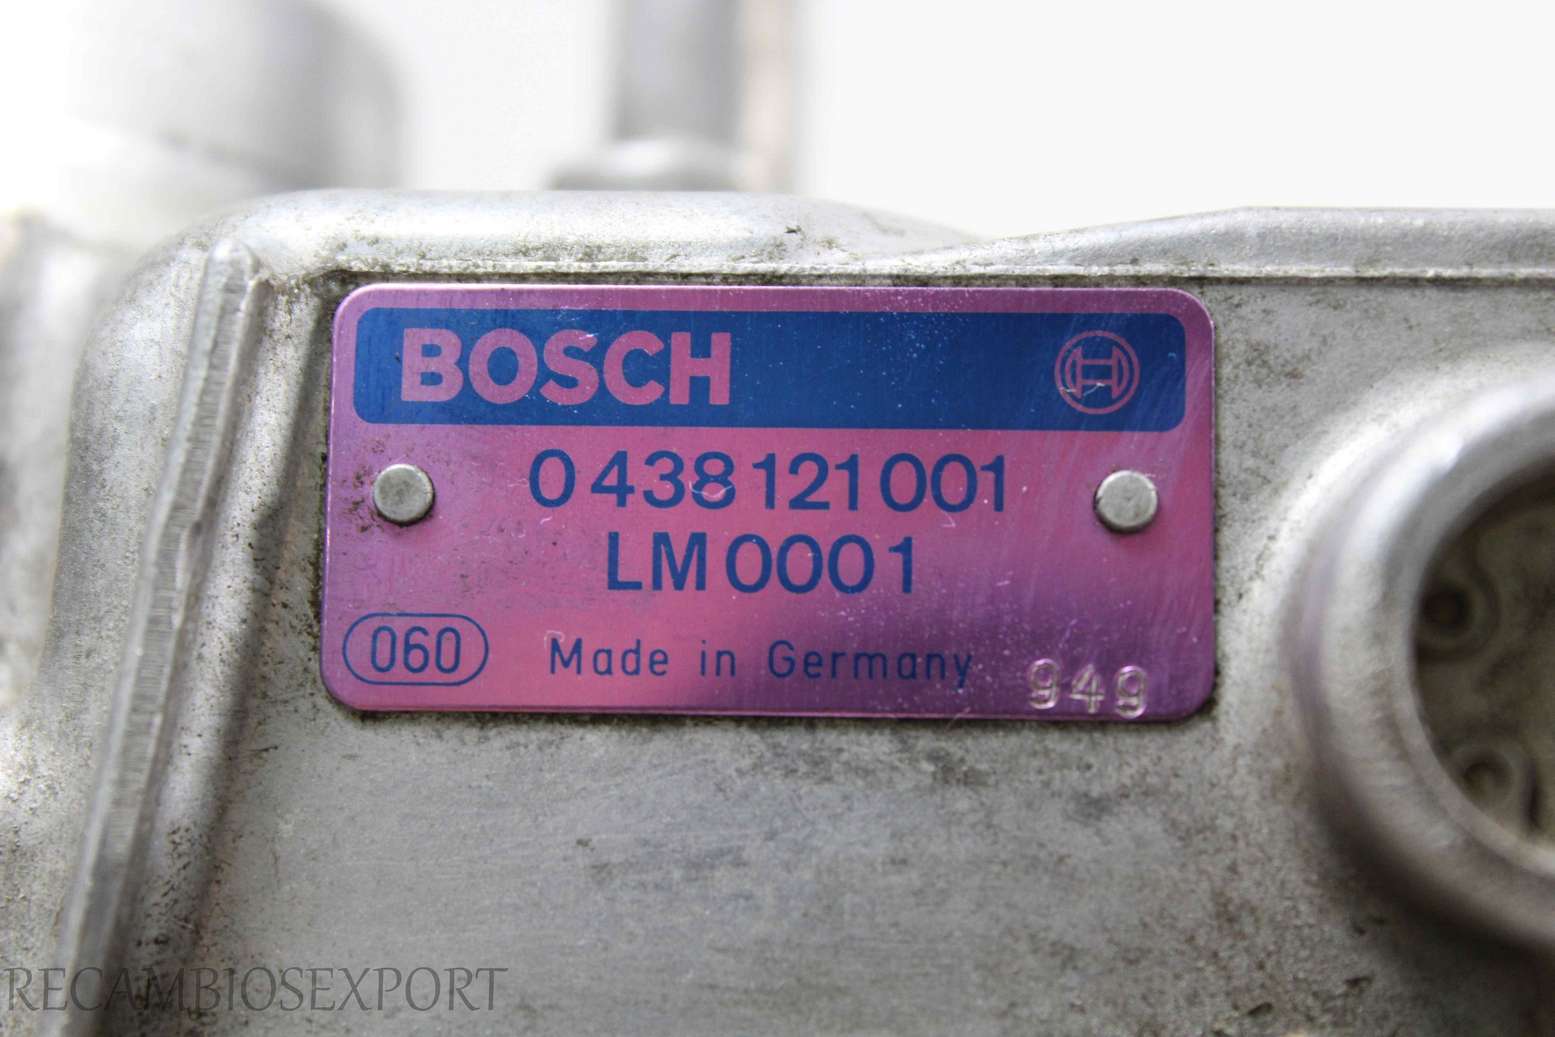 BOSCH
0 438 121 001
LM 0001
060 Made in Germany 949
RECAMBIOSEXPORT